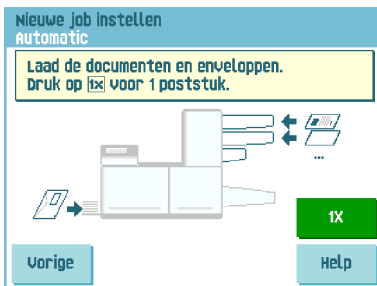 Nieuwe job instellen
Automatic
Laad de documenten en enveloppen.
Druk op 1x voor 1 poststuk.
...
1X
Vorige
Help